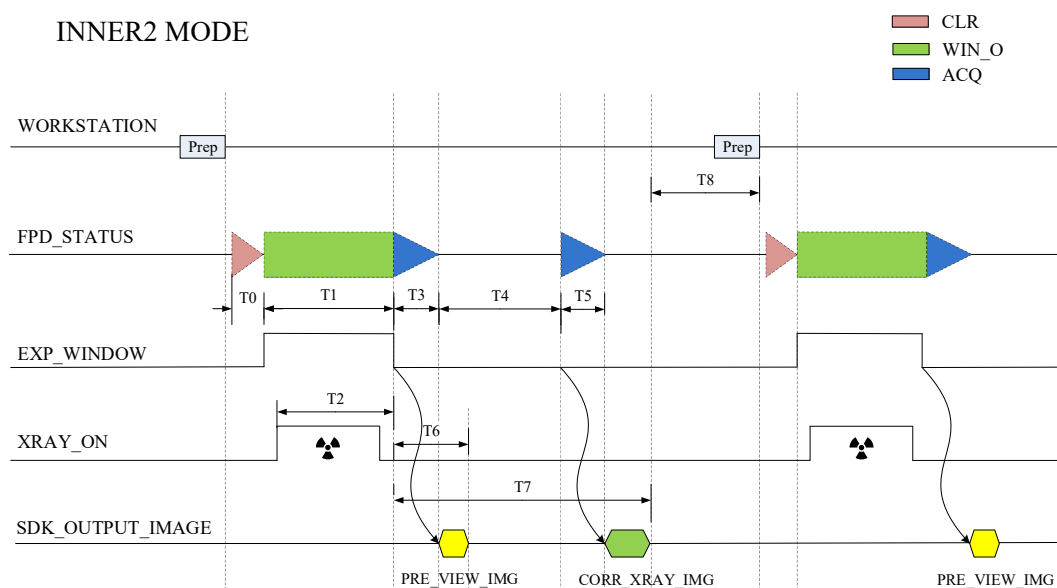 INNER2 MODE
CLR
WIN_O
ACQ
WORKSTATION
Prep
Prep
T8
FPD_STATUS
T0
T1
T3
T4
T5
EXP_WINDOW
T2
T6
XRAY_ON
T7
SDK_OUTPUT_IMAGE
PRE_VIEW_IMG
CORR_XRAY_IMG
PRE_VIEW_IMG